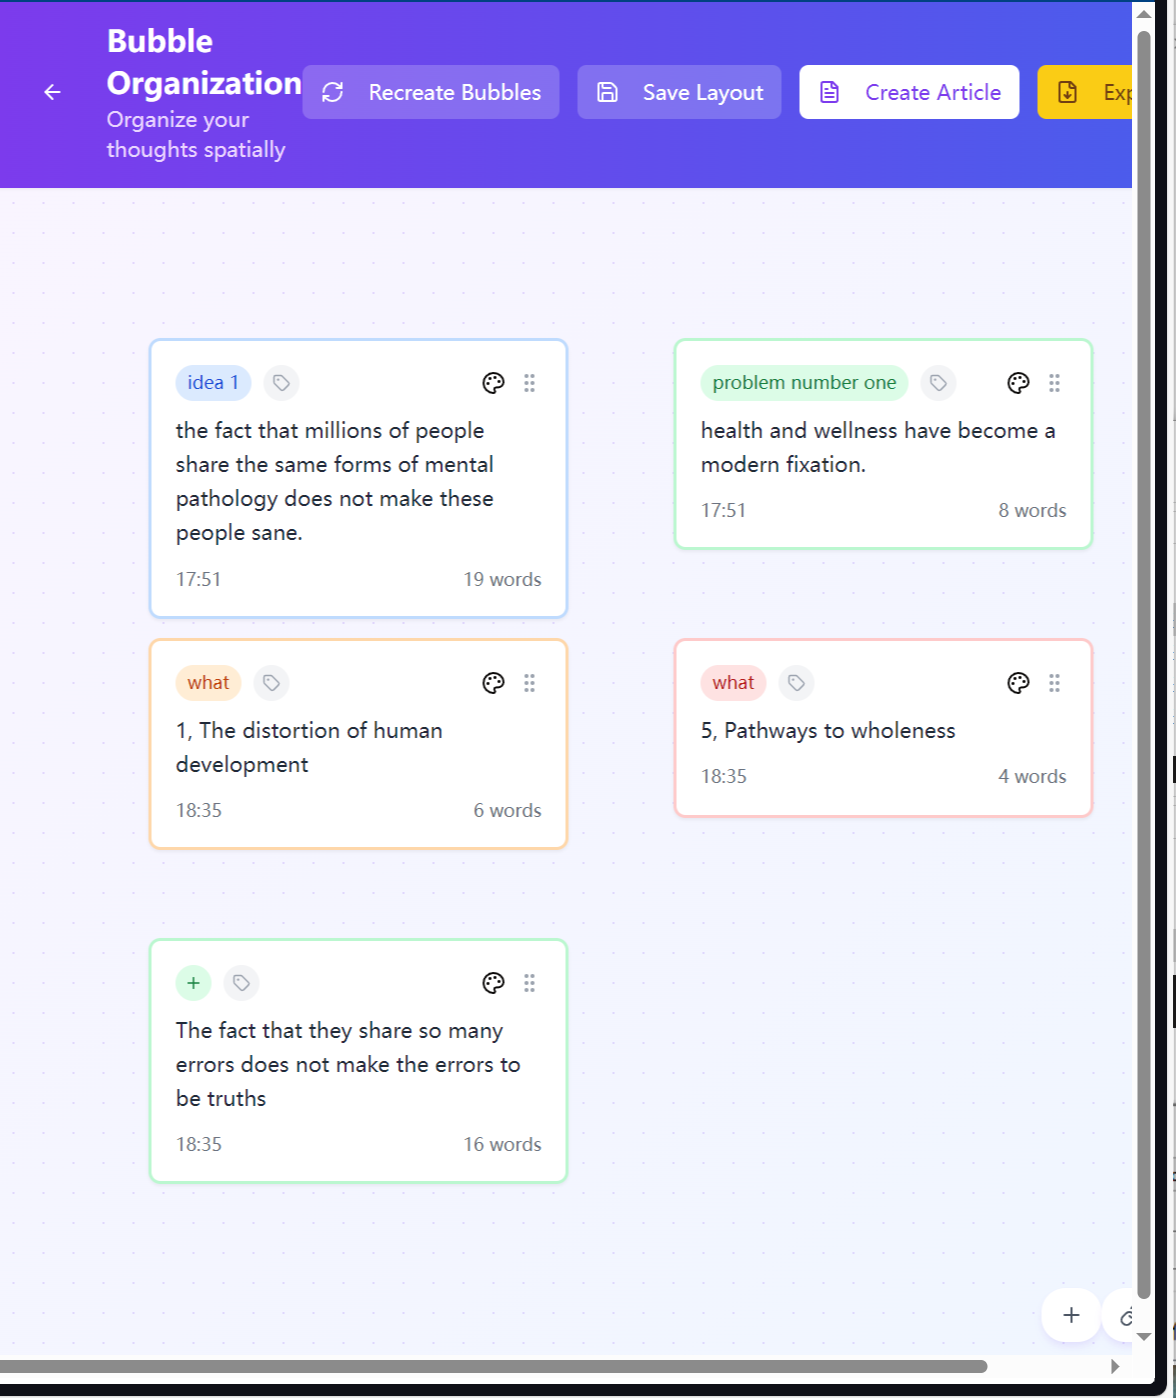 Bubble
Organization
Organize your
thoughts spatially
Recreate Bubbles
Save Layout
Create Article
Exp
idea 1
the fact that millions of people
share the same forms of mental
pathology does not make these
people sane.
17:51
19 words
problem number one
health and wellness have become a
modern fixation.
17:51
8 words
what
1, The distortion of human
development
18:35
6 words
what
5, Pathways to wholeness
18:35
4 words
+
The fact that they share so many
errors does not make the errors to
be truths
18:35
16 words
+